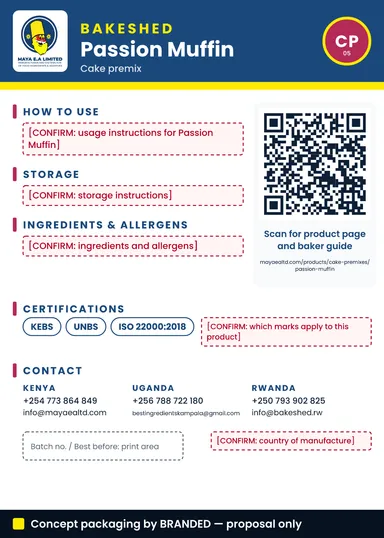 MAYA E.A LIMITED
BAKESHED
Passion Muffin
Cake premix
CP
05
HOW TO USE
[CONFIRM: usage instructions for Passion
Muffin]
STORAGE
[CONFIRM: storage instructions]
INGREDIENTS & ALLERGENS
[CONFIRM: ingredients and allergens]
Scan for product page
and baker guide
mayaealtd.com/products/cake-premixes/
passion-muffin
CERTIFICATIONS
KEBS
UNBS
ISO 22000:2018
[CONFIRM: which marks apply to this
product]
CONTACT
KENYA
+254 773 864 849
info@mayaealtd.com
UGANDA
+256 788 722 180
bestingredientskampala@gmail.com
RWANDA
+250 793 902 825
info@bakeshed.rw
Batch no. / Best before: print area
[CONFIRM: country of manufacture]
Concept packaging by BRANDED — proposal only